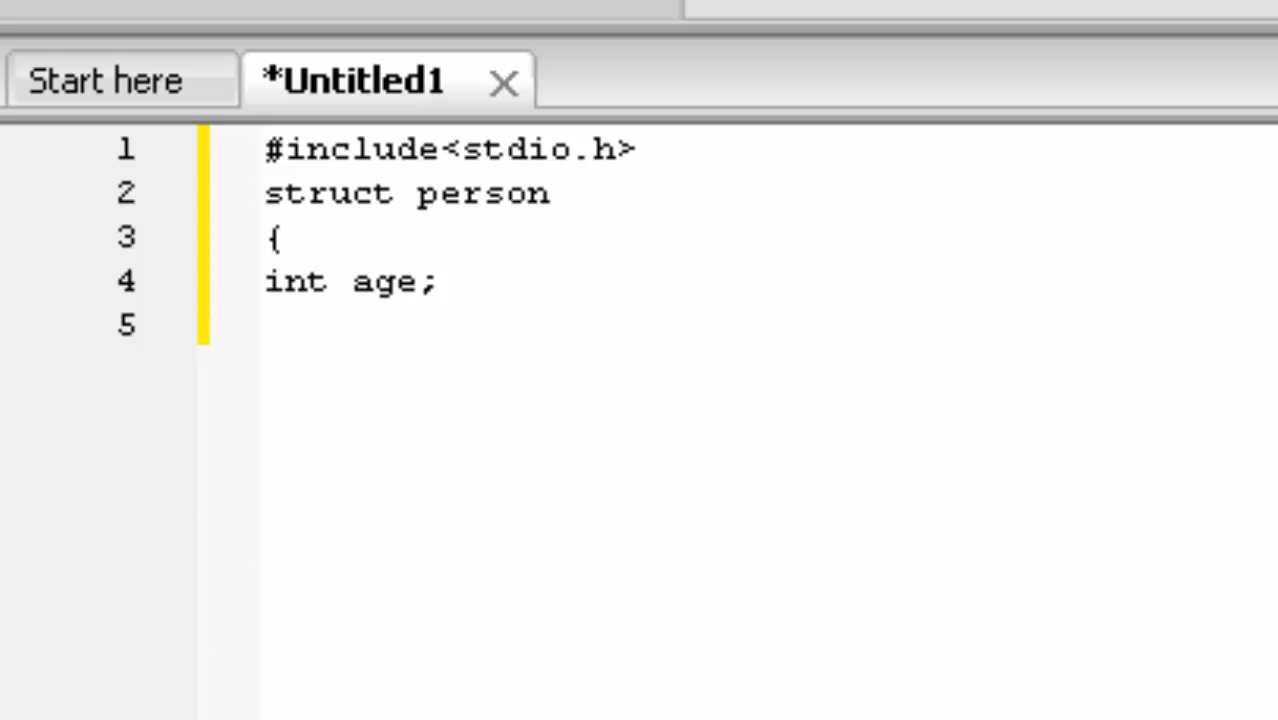 Start here
*Untitled1
1 #include<stdio.h>
2 struct person
3 {
4 int age;
5